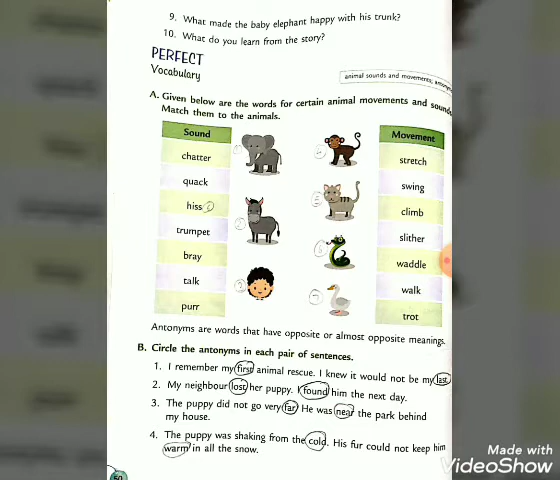 9. What made the baby elephant happy with his trunk?
10. What do you learn from the story?
PERFECT
Vocabulary
animal sounds and movements; antonyms
A. Given below are the words for certain animal movements and sounds.
Match them to the animals.
Sound
chatter
quack
hiss
trumpet
bray
talk
purr
Movement
stretch
swing
climb
slither
waddle
walk
trot
Antonyms are words that have opposite or almost opposite meanings.
B. Circle the antonyms in each pair of sentences.
1. I remember my first animal rescue. I knew it would not be my last
2. My neighbour lost her puppy. I found him the next day.
3. The puppy did not go very far. He was near the park behind
my house.
4. The puppy was shaking from the cold. His fur could not keep him
warm in all the snow.
50
Made with
VideoShow